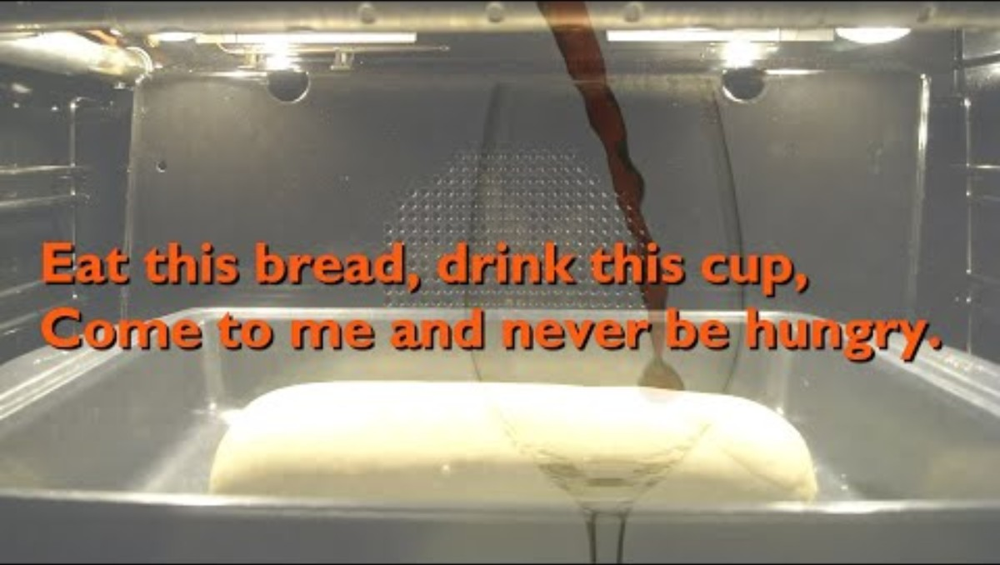 Eat this bread, drink this cup,
Come to me and never be hungry.